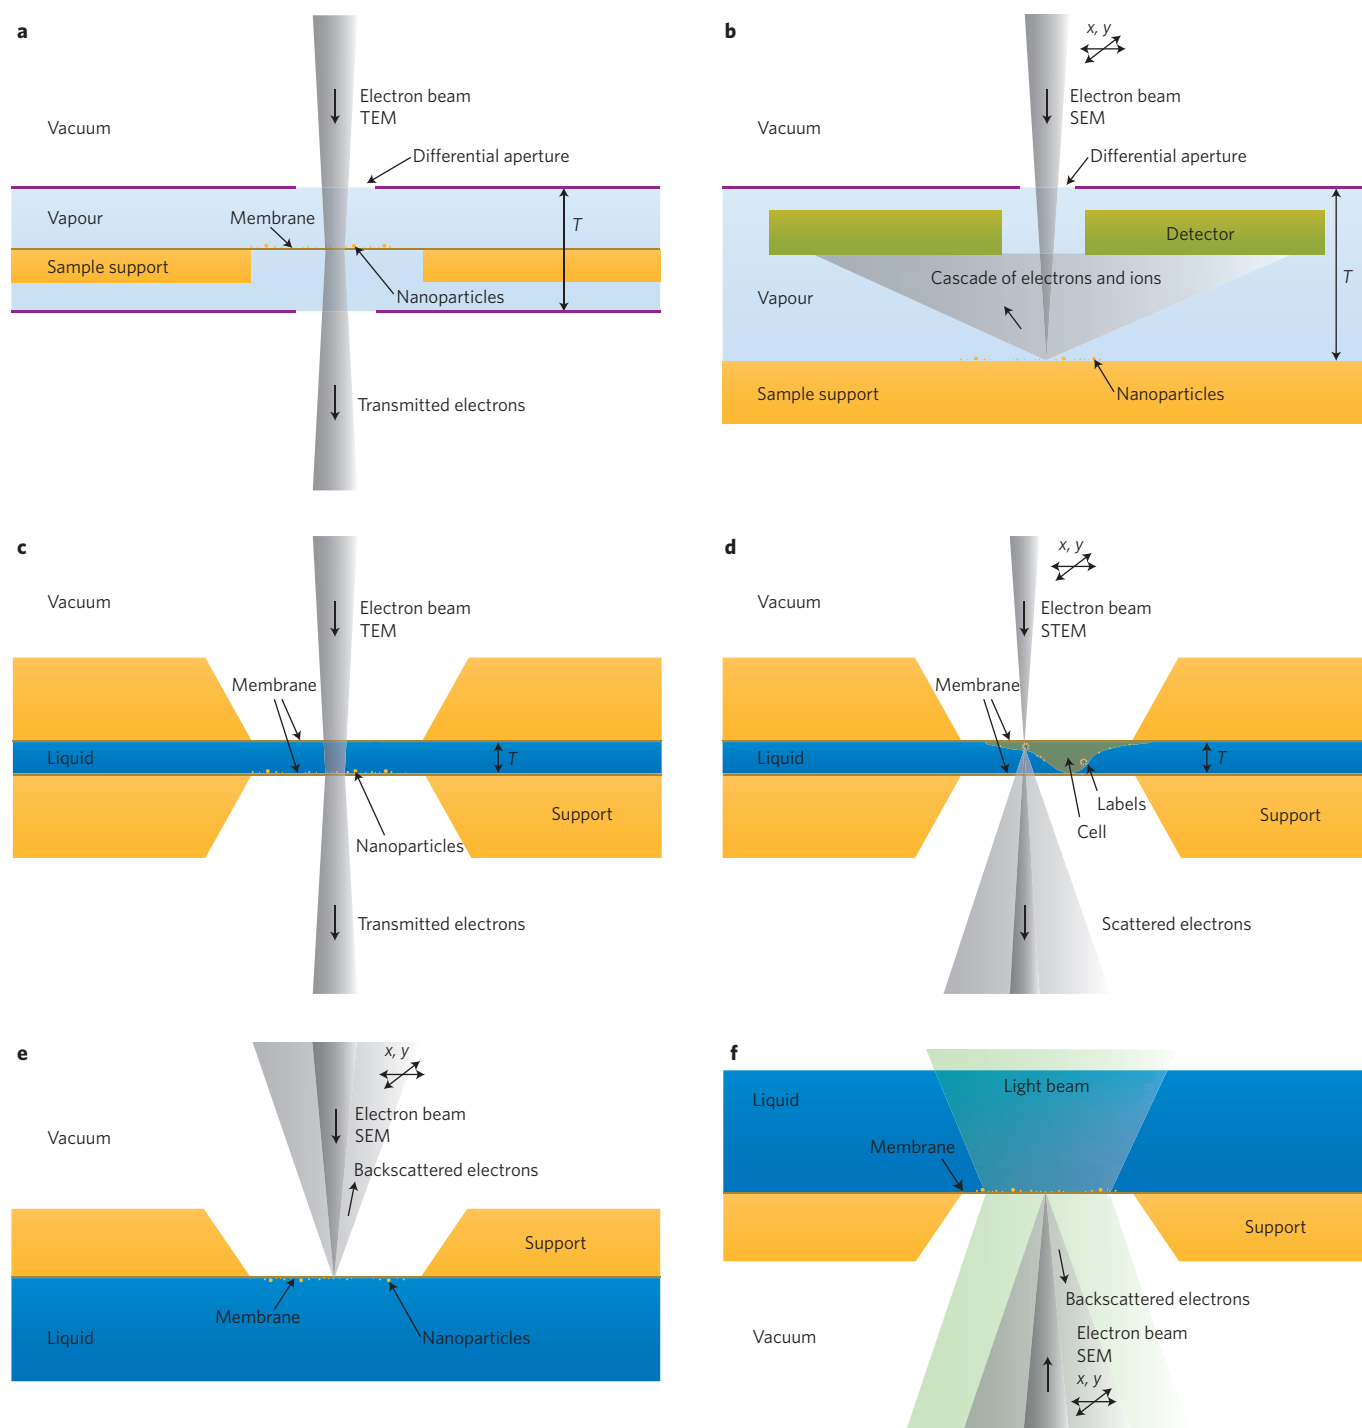 a
Electron beam
TEM
Vacuum
Differential aperture
Vapour
Membrane
T
Sample support
Nanoparticles
Transmitted electrons
b
x, y
Electron beam
SEM
Vacuum
Differential aperture
Detector
Cascade of electrons and ions
T
Vapour
Sample support
Nanoparticles
c
Vacuum
Electron beam
TEM
Membrane
Liquid
T
Support
Nanoparticles
Transmitted electrons
d
x, y
Vacuum
Electron beam
STEM
Membrane
Liquid
T
Labels
Cell
Support
Scattered electrons
e
x, y
Electron beam
SEM
Vacuum
Backscattered electrons
Support
Membrane
Liquid
Nanoparticles
f
Light beam
Liquid
Membrane
Support
Backscattered electrons
Vacuum
Electron beam
SEM
x, y